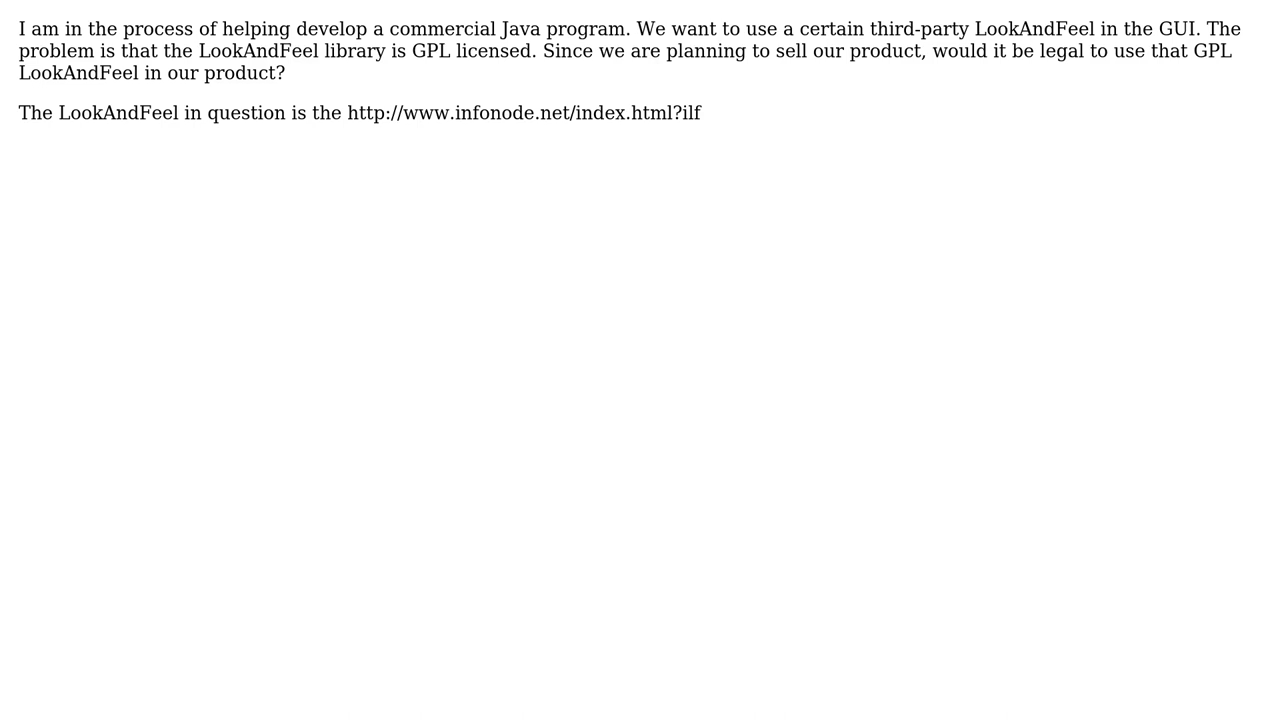 I am in the process of helping develop a commercial Java program. We want to use a certain third-party LookAndFeel in the GUI. The
problem is that the LookAndFeel library is GPL licensed. Since we are planning to sell our product, would it be legal to use that GPL
LookAndFeel in our product?
The LookAndFeel in question is the http://www.infonode.net/index.html?ilf